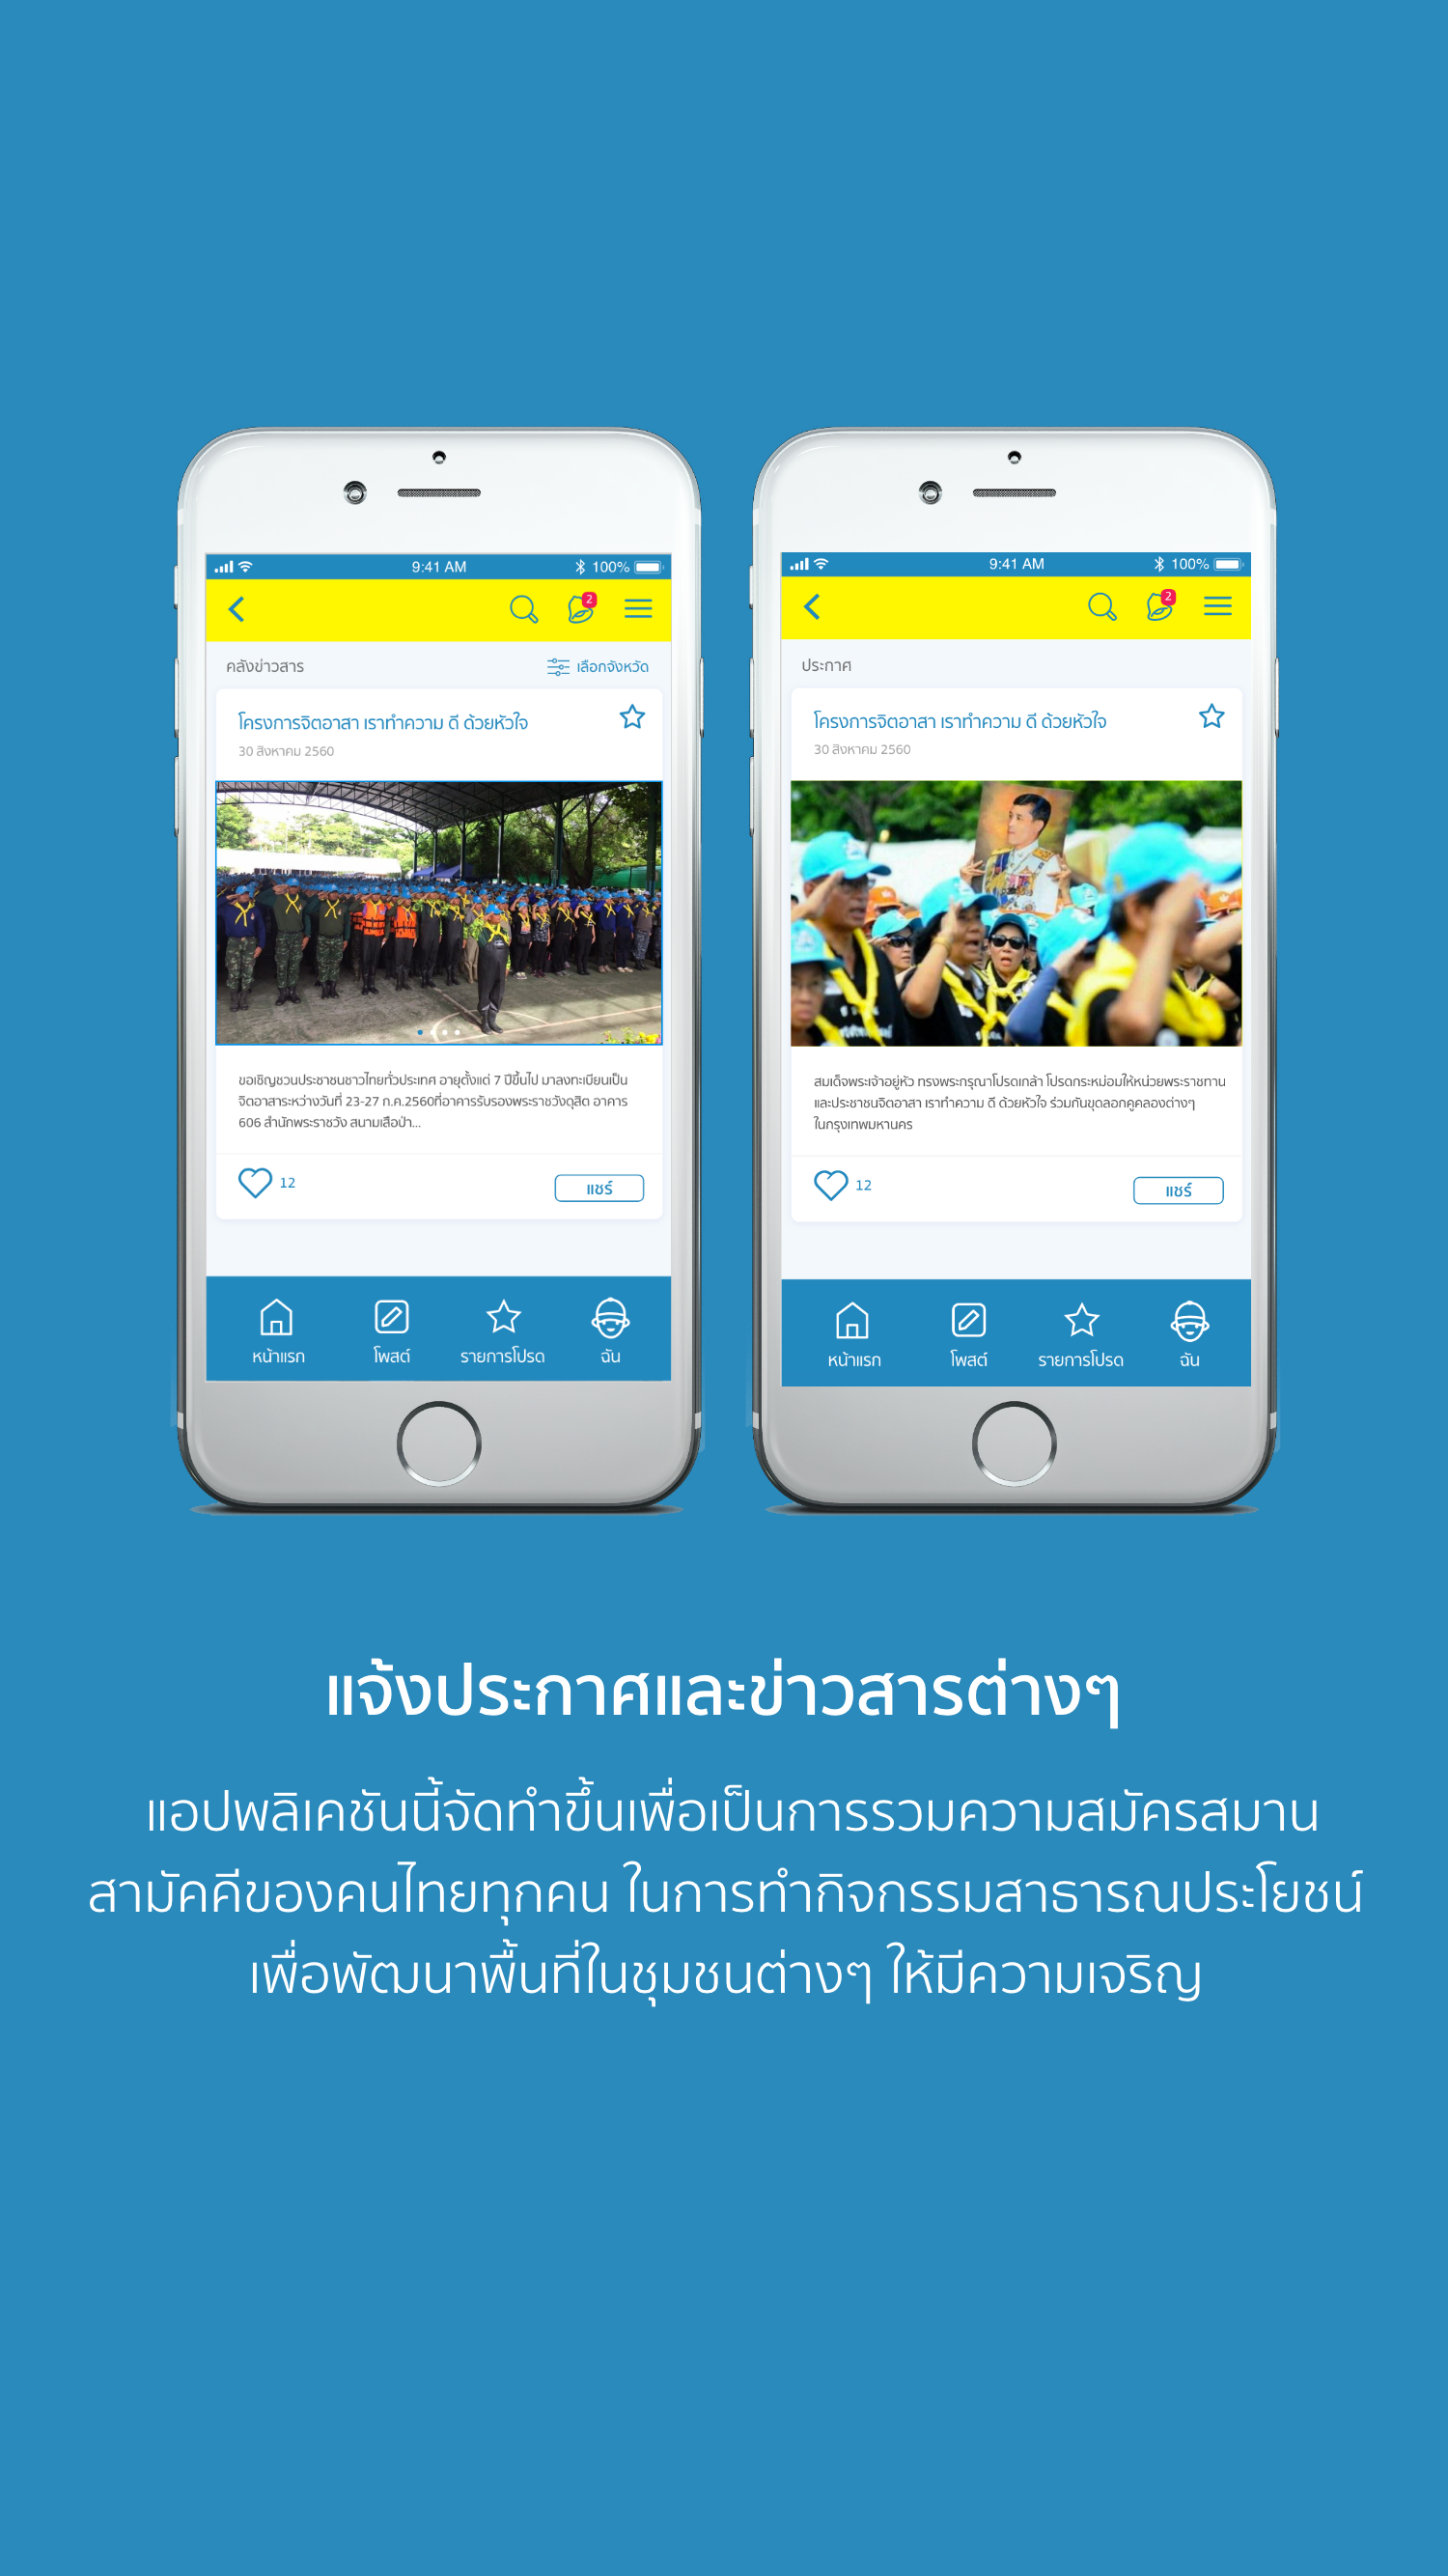 9:41 AM
100%
2
คลังข่าวสาร
เลือกจังหวัด
โครงการจิตอาสา เราทำความ ดี ด้วยหัวใจ
30 สิงหาคม 2560
ขอเชิญชวนประชาชนชาวไทยทั่วประเทศ อายุตั้งแต่ 7 ปีขึ้นไป มาลงทะเบียนเป็น
จิตอาสาระหว่างวันที่ 23-27 ก.ค.2560ที่อาคารรับรองพระราชวังดุสิต อาคาร
606 สำนักพระราชวัง สนามเสือป่า...
12
แชร์
หน้าแรก
โพสต์
รายการโปรด
ฉัน
9:41 AM
100%
2
ประกาศ
โครงการจิตอาสา เราทำความ ดี ด้วยหัวใจ
30 สิงหาคม 2560
สมเด็จพระเจ้าอยู่หัว ทรงพระกรุณาโปรดเกล้า โปรดกระหม่อมให้หน่วยพระราชทาน
และประชาชนจิตอาสา เราทำความ ดี ด้วยหัวใจ ร่วมกันขุดลอกคูคลองต่างๆ
ในกรุงเทพมหานคร
12
แชร์
หน้าแรก
โพสต์
รายการโปรด
ฉัน
แจ้งประกาศและข่าวสารต่างๆ
แอปพลิเคชันนี้จัดทำขึ้นเพื่อเป็นการรวมความสมัครสมาน
สามัคคีของคนไทยทุกคน ในการทำกิจกรรมสาธารณประโยชน์
เพื่อพัฒนาพื้นที่ในชุมชนต่างๆ ให้มีความเจริญ